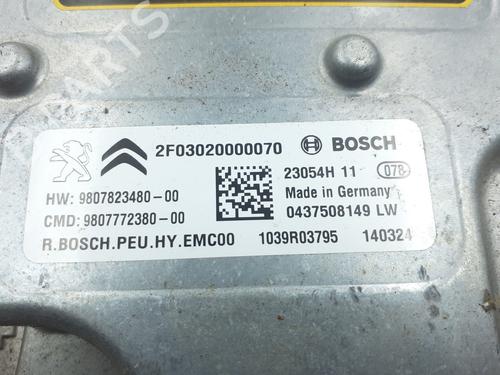 2F03020000070 BOSCH
HW: 9807823480-00 23054H 11 078
CMD: 9807772380-00 Made in Germany
0437508149 LW
R.BOSCH.PEU.HY.EMC00 1039R03795 140324